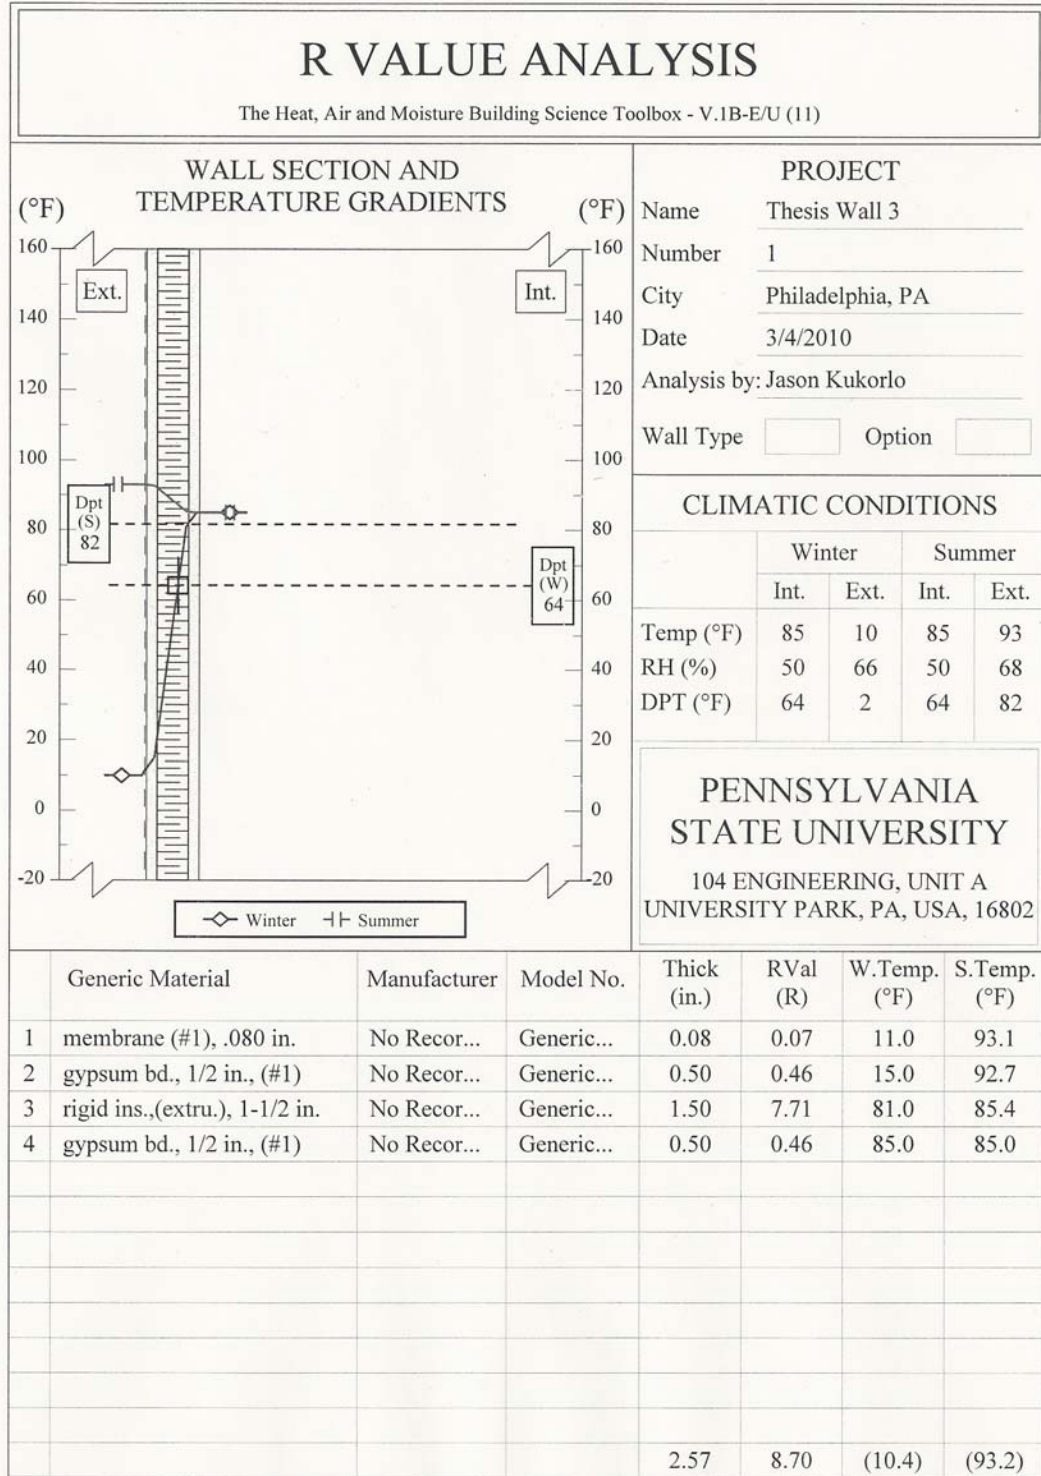 R VALUE ANALYSIS
The Heat, Air and Moisture Building Science Toolbox - V.1B-E/U (11)
WALL SECTION AND
TEMPERATURE GRADIENTS
(°F)
(°F)
160
140
120
100
80
60
40
20
0
-20
Ext.
Int.
160
140
120
100
80
60
40
20
0
-20
Dpt
(S)
82
Dpt
(W)
64
Winter
Summer
PROJECT
Name Thesis Wall 3
Number 1
City Philadelphia, PA
Date 3/4/2010
Analysis by: Jason Kukorlo
Wall Type Option
CLIMATIC CONDITIONS
Winter Summer
Int. Ext. Int. Ext.
Temp (°F) 85 10 85 93
RH (%) 50 66 50 68
DPT (°F) 64 2 64 82
PENNSYLVANIA
STATE UNIVERSITY
104 ENGINEERING, UNIT A
UNIVERSITY PARK, PA, USA, 16802
Generic Material Manufacturer Model No. Thick (in.) RVal (R) W.Temp. (°F) S.Temp. (°F)
1 membrane (#1), .080 in. No Recor... Generic... 0.08 0.07 11.0 93.1
2 gypsum bd., 1/2 in., (#1) No Recor... Generic... 0.50 0.46 15.0 92.7
3 rigid ins.,(extru.), 1-1/2 in. No Recor... Generic... 1.50 7.71 81.0 85.4
4 gypsum bd., 1/2 in., (#1) No Recor... Generic... 0.50 0.46 85.0 85.0
2.57 8.70 (10.4) (93.2)